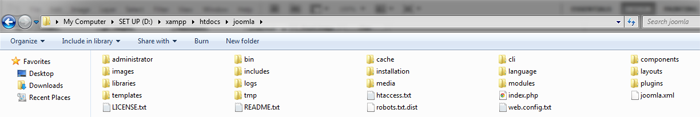 My Computer ▸ SET UP (D:) ▸ xampp ▸ htdocs ▸ joomla ▸ Search joomla
Organize Include in library Share with Burn New folder
Favorites administrator bin cache cli components
Desktop images includes installation language layouts
Downloads libraries logs media modules plugins
Recent Places templates tmp htaccess.txt index.php joomla.xml
LICENSE.txt README.txt robots.txt.dist web.config.txt